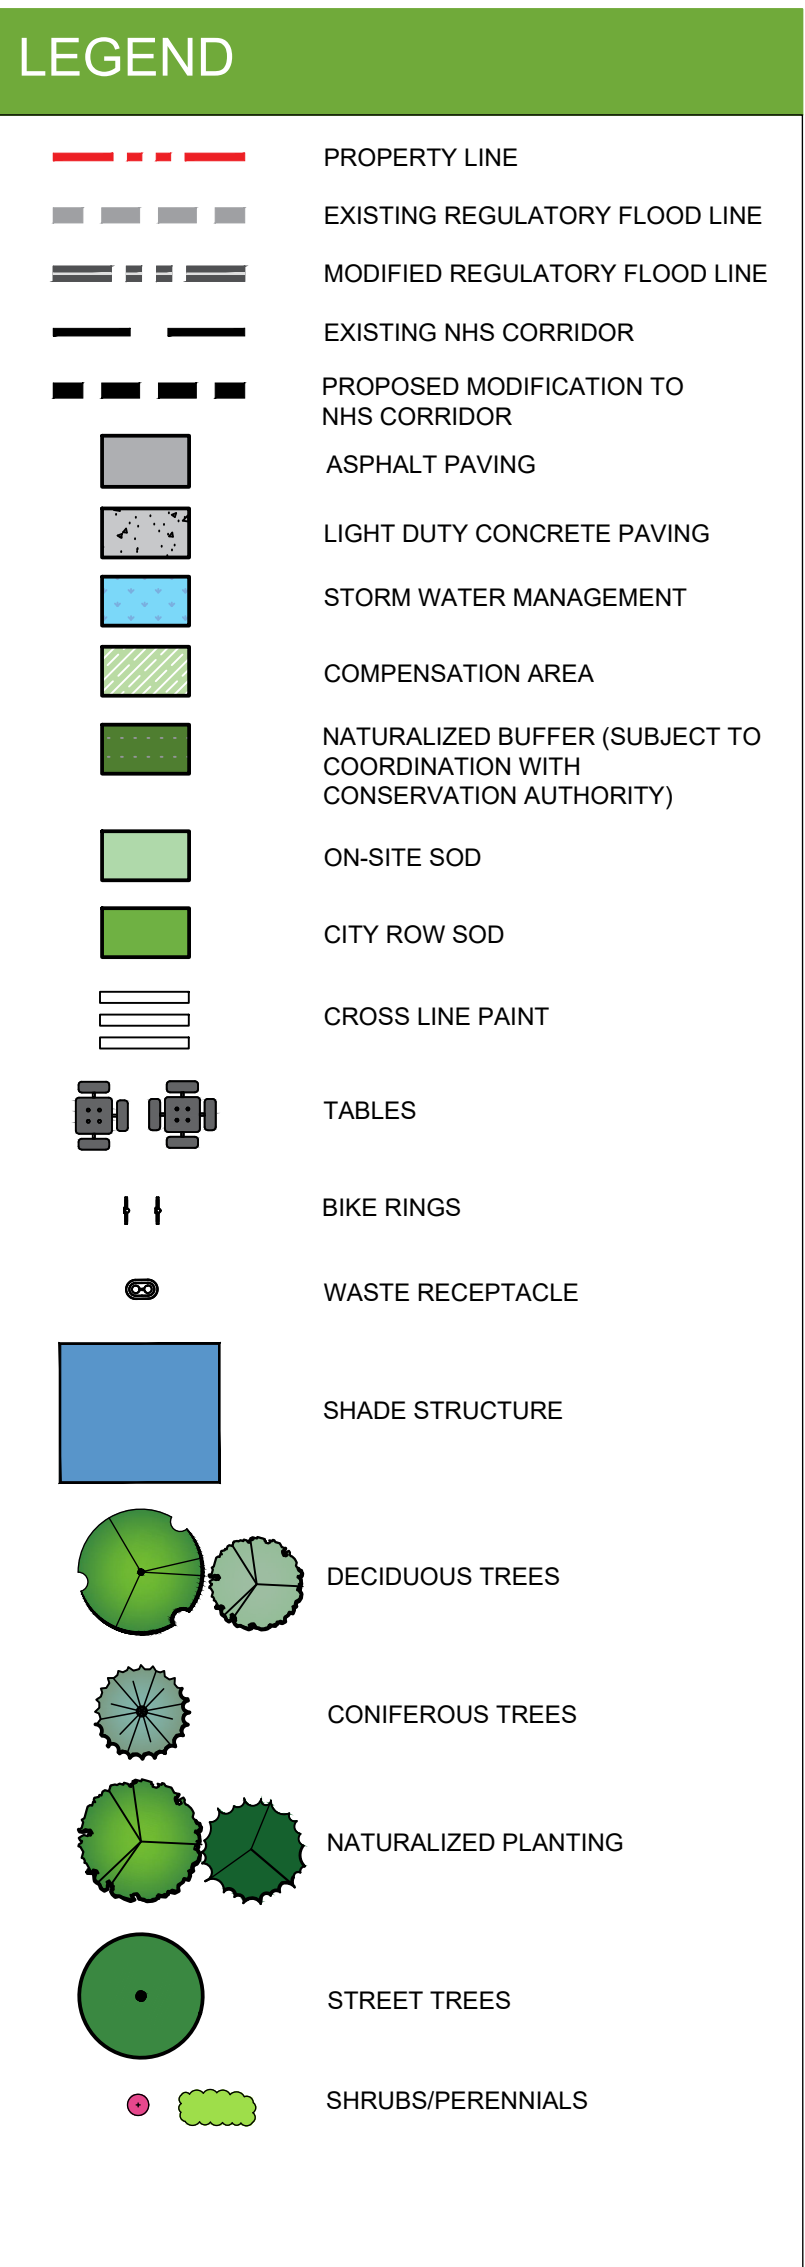 LEGEND
PROPERTY LINE
EXISTING REGULATORY FLOOD LINE
MODIFIED REGULATORY FLOOD LINE
EXISTING NHS CORRIDOR
PROPOSED MODIFICATION TO
NHS CORRIDOR
ASPHALT PAVING
LIGHT DUTY CONCRETE PAVING
STORM WATER MANAGEMENT
COMPENSATION AREA
NATURALIZED BUFFER (SUBJECT TO
COORDINATION WITH
CONSERVATION AUTHORITY)
ON-SITE SOD
CITY ROW SOD
CROSS LINE PAINT
TABLES
BIKE RINGS
WASTE RECEPTACLE
SHADE STRUCTURE
DECIDUOUS TREES
CONIFEROUS TREES
NATURALIZED PLANTING
STREET TREES
SHRUBS/PERENNIALS